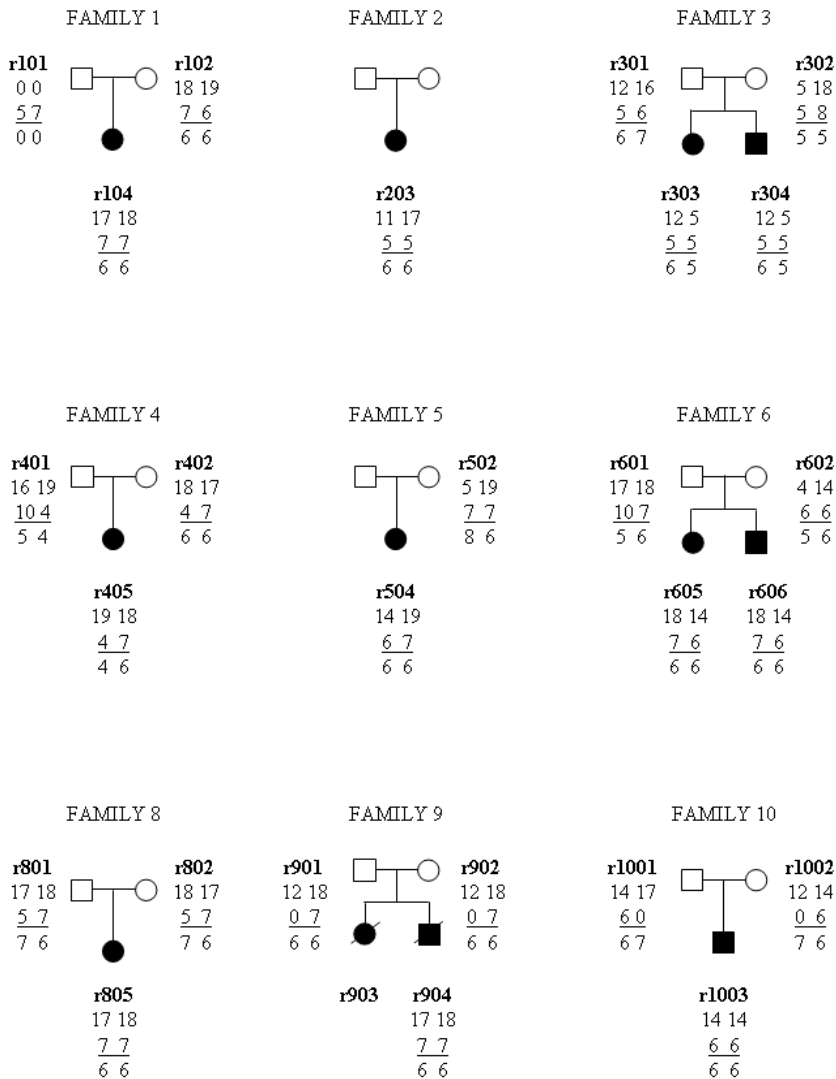 FAMILY 1
r101
0 0
5 7
0 0
r102
18 19
7 6
6 6
r104
17 18
7 7
6 6
FAMILY 2
r203
11 17
5 5
6 6
FAMILY 3
r301
12 16
5 6
6 7
r302
5 18
5 8
5 5
r303
12 5
5 5
6 5
r304
12 5
5 5
6 5
FAMILY 4
r401
16 19
10 4
5 4
r402
18 17
4 7
6 6
r405
19 18
4 7
4 6
FAMILY 5
r502
5 19
7 7
8 6
r504
14 19
6 7
6 6
FAMILY 6
r601
17 18
10 7
5 6
r602
4 14
6 6
5 6
r605
18 14
7 6
6 6
r606
18 14
7 6
6 6
FAMILY 8
r801
17 18
5 7
7 6
r802
18 17
5 7
7 6
r805
17 18
7 7
6 6
FAMILY 9
r901
12 18
0 7
6 6
r902
12 18
0 7
6 6
r903
r904
17 18
7 7
6 6
FAMILY 10
r1001
14 17
6 0
6 7
r1002
12 14
0 6
7 6
r1003
14 14
6 6
6 6